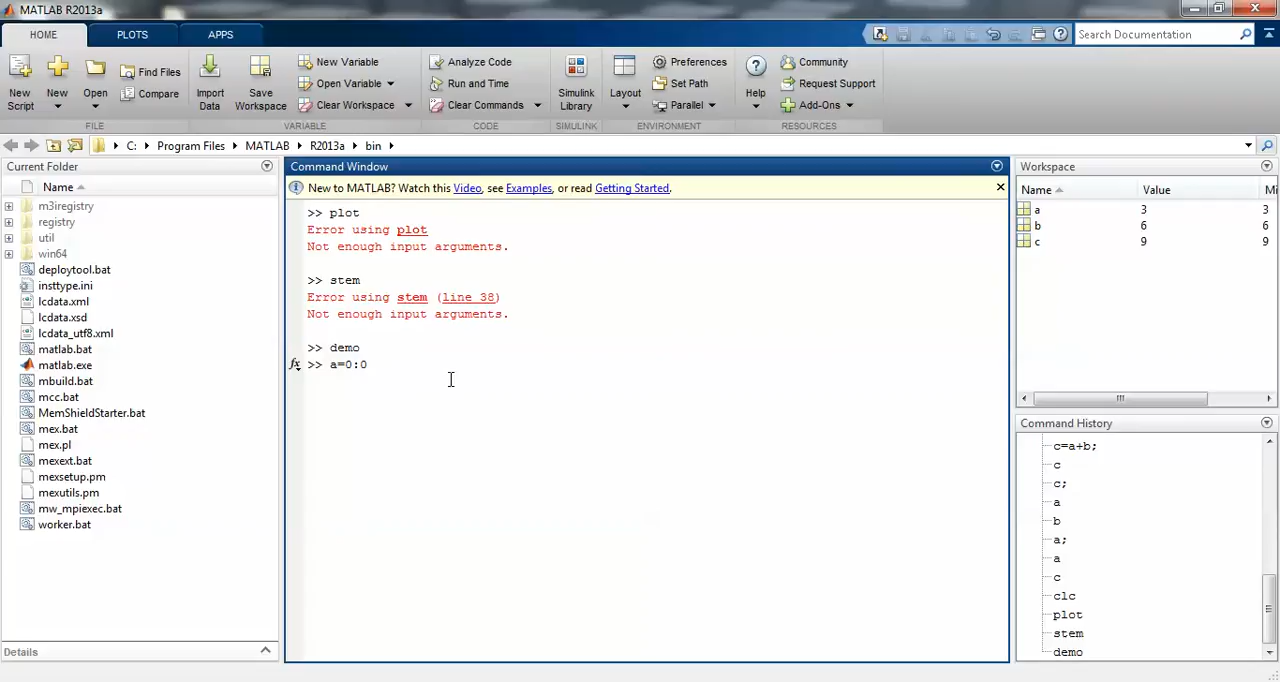 MATLAB R2013a
HOME PLOTS APPS
Search Documentation
New Script
New
Open
Find Files
Compare
Import Data
Save Workspace
New Variable
Open Variable
Clear Workspace
Analyze Code
Run and Time
Clear Commands
Simulink Library
Layout
Preferences
Set Path
Parallel
Help
Community
Request Support
Add-Ons
FILE VARIABLE CODE SIMULINK ENVIRONMENT RESOURCES
C: Program Files MATLAB R2013a bin
Current Folder
Name
m3iregistry
registry
util
win64
deploytool.bat
insttype.ini
lcdata.xml
lcdata.xsd
lcdata_utf8.xml
matlab.bat
matlab.exe
mbuild.bat
mcc.bat
MemShieldStarter.bat
mex.bat
mex.pl
mexext.bat
mexsetup.pm
mexutils.pm
mw_mpiexec.bat
worker.bat
Details
Command Window
New to MATLAB? Watch this Video, see Examples, or read Getting Started.
>> plot
Error using plot
Not enough input arguments.
>> stem
Error using stem (line 38)
Not enough input arguments.
>> demo
fx >> a=0:0
Workspace
Name Value Mi
a 3 3
b 6 6
c 9 9
Command History
c=a+b;
c
c;
a
b
a;
a
c
clc
plot
stem
demo